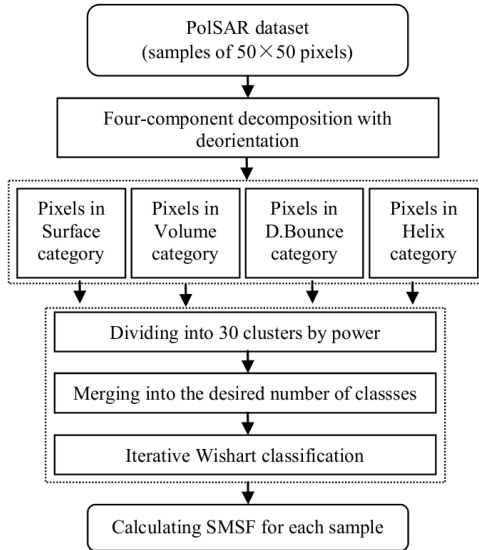 PolSAR dataset
(samples of 50×50 pixels)
Four-component decomposition with
deorientation
Pixels in
Surface
category
Pixels in
Volume
category
Pixels in
D.Bounce
category
Pixels in
Helix
category
Dividing into 30 clusters by power
Merging into the desired number of classses
Iterative Wishart classification
Calculating SMSF for each sample